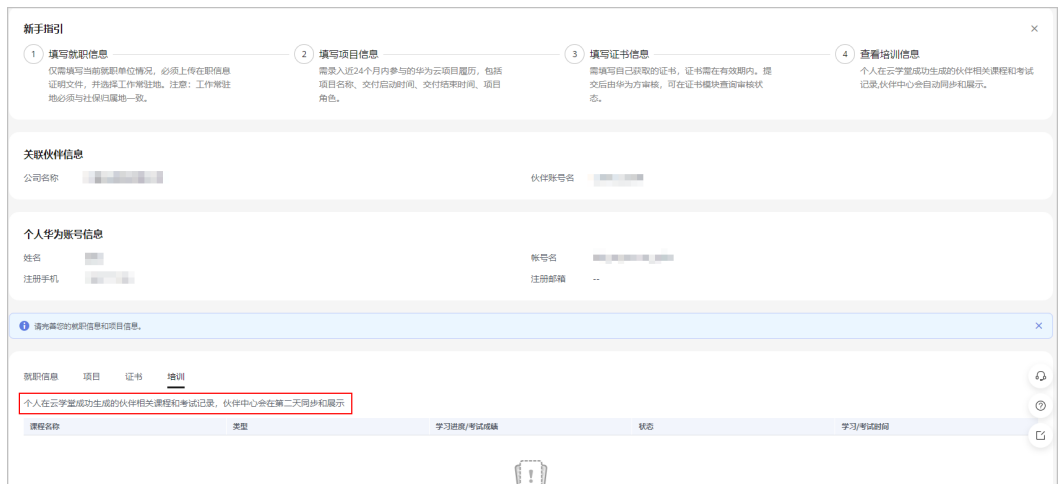 新手指引
1 填写就职信息
仅需填写当前就职单位情况，必须上传在职信息
证明文件，并选择工作常驻地。注意：工作常驻
地必须与社保归属地一致。
2 填写项目信息
需录入近24个月内参与的华为云项目履历，包括
项目名称、交付启动时间、交付结束时间、项目
角色。
3 填写证书信息
需填写自己获取的证书，证书需在有效期内。提
交后由华为方审核，可在证书模块查询审核状
态。
4 查看培训信息
个人在云学堂成功生成的伙伴相关课程和考试
记录,伙伴中心会自动同步和展示。
关联伙伴信息
公司名称
伙伴账号名
个人华为账号信息
姓名
帐号名
注册手机
注册邮箱 --
请完善您的就职信息和项目信息。
就职信息 项目 证书 培训
个人在云学堂成功生成的伙伴相关课程和考试记录，伙伴中心会在第二天同步和展示
课程名称 类型 学习进度/考试成绩 状态 学习/考试时间